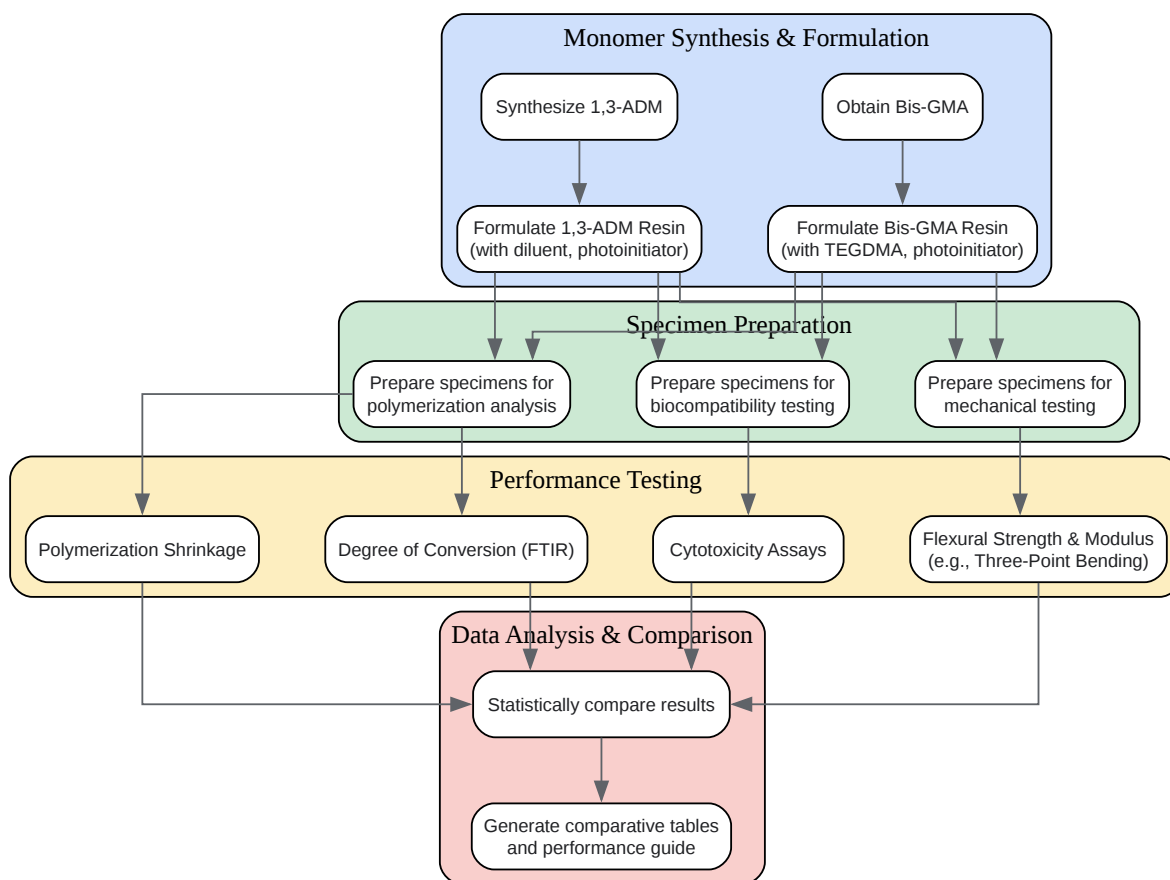 Monomer Synthesis & Formulation
Synthesize 1,3-ADM
Obtain Bis-GMA
Formulate 1,3-ADM Resin
(with diluent, photoinitiator)
Formulate Bis-GMA Resin
(with TEGDMA, photoinitiator)
Specimen Preparation
Prepare specimens for
polymerization analysis
Prepare specimens for
biocompatibility testing
Prepare specimens for
mechanical testing
Performance Testing
Polymerization Shrinkage
Degree of Conversion (FTIR)
Cytotoxicity Assays
Flexural Strength & Modulus
(e.g., Three-Point Bending)
Data Analysis & Comparison
Statistically compare results
Generate comparative tables
and performance guide